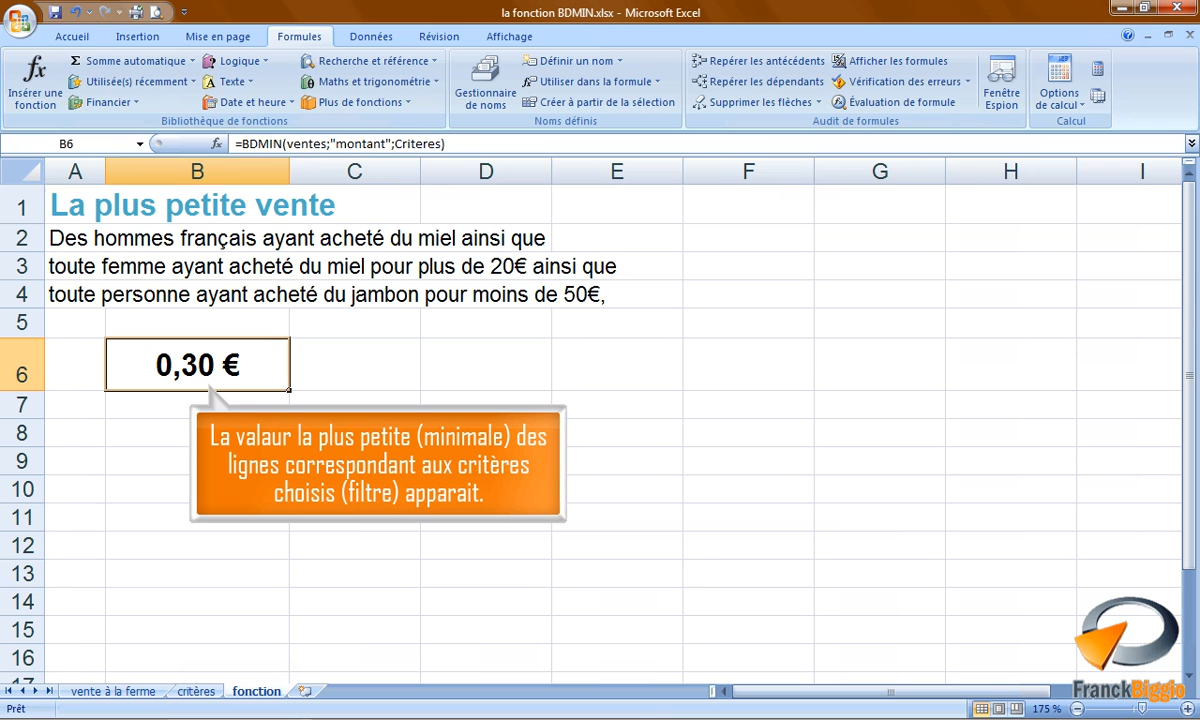 la fonction BDMIN.xlsx - Microsoft Excel
Accueil Insertion Mise en page Formules Données Révision Affichage
fx Insérer une fonction
Σ Somme automatique
Utilisée(s) récemment
Financier
Logique
Texte
Date et heure
Recherche et référence
Maths et trigonométrie
Plus de fonctions
Bibliothèque de fonctions
Gestionnaire de noms
Définir un nom
Utiliser dans la formule
Créer à partir de la sélection
Noms définis
Repérer les antécédents
Repérer les dépendants
Supprimer les flèches
Afficher les formules
Vérification des erreurs
Évaluation de formule
Fenêtre Espion
Audit de formules
Options de calcul
Calcul
B6 fx =BDMIN(ventes;"montant";Criteres)
A B C D E F G H I
1 La plus petite vente
2 Des hommes français ayant acheté du miel ainsi que
3 toute femme ayant acheté du miel pour plus de 20€ ainsi que
4 toute personne ayant acheté du jambon pour moins de 50€,
5
6 0,30 €
7
8 La valaur la plus petite (minimale) des
9 lignes correspondant aux critères
10 choisis (filtre) apparait.
11
12
13
14
15
16
17
FranckBiggio
vente à la ferme critères fonction
Prêt 175 %